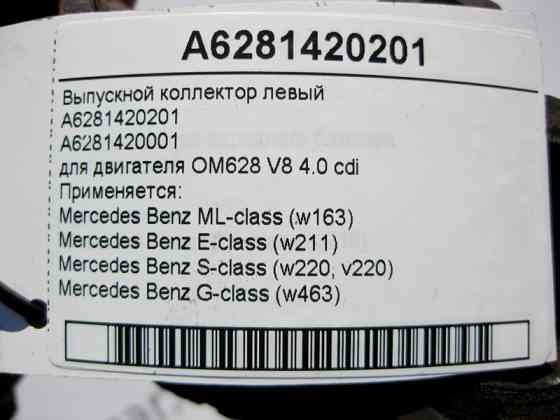 A6281420201
Выпускной коллектор левый
A6281420201
A6281420001
для двигателя OM628 V8 4.0 cdi
Применяется:
Mercedes Benz ML-class (w163)
Mercedes Benz E-class (w211)
Mercedes Benz S-class (w220, v220)
Mercedes Benz G-class (w463)